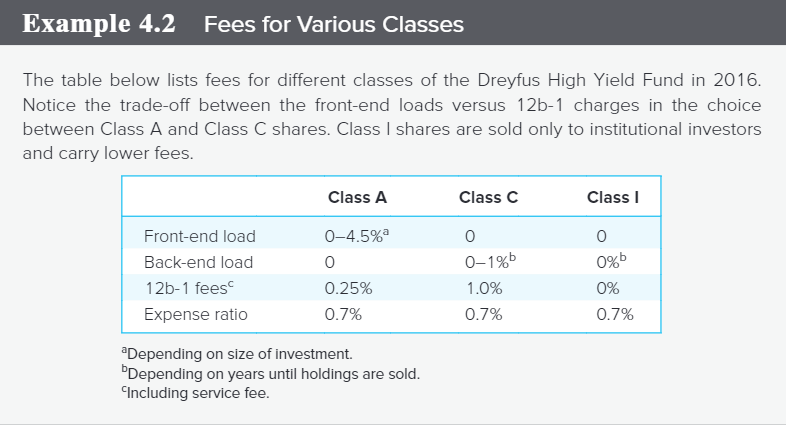 Example 4.2 Fees for Various Classes
The table below lists fees for different classes of the Dreyfus High Yield Fund in 2016.
Notice the trade-off between the front-end loads versus 12b-1 charges in the choice
between Class A and Class C shares. Class I shares are sold only to institutional investors
and carry lower fees.
Class A Class C Class I
Front-end load 0–4.5%ᵃ 0 0
Back-end load 0 0–1%ᵇ 0%ᵇ
12b-1 feesᶜ 0.25% 1.0% 0%
Expense ratio 0.7% 0.7% 0.7%
ᵃDepending on size of investment.
ᵇDepending on years until holdings are sold.
ᶜIncluding service fee.